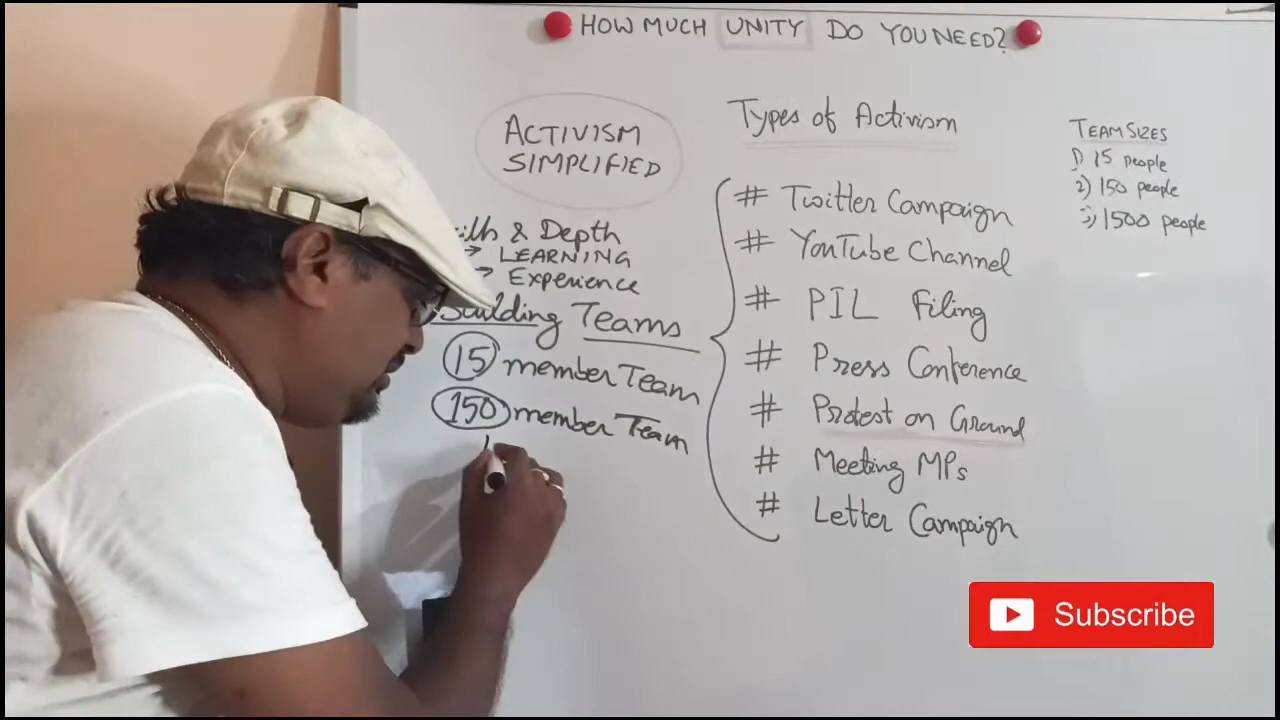 HOW MUCH UNITY DO YOU NEED?
ACTIVISM
SIMPLIFIED
& Depth
→ LEARNING
→ Experience
Building Teams
15 member Team
150 member Team
Types of Activism
# Twitter Campaign
# YouTube Channel
# PIL Filing
# Press Conference
# Protest on Ground
# Meeting MPs
# Letter Campaign
TEAM SIZES
1) 15 people
2) 150 people
3) 1500 people
Subscribe